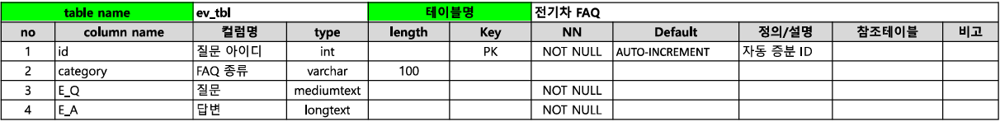 table name ev_tbl 테이블명 전기차 FAQ
no column name 컬럼명 type length Key NN Default 정의/설명 참조테이블 비고
1 id 질문 아이디 int PK NOT NULL AUTO-INCREMENT 자동 증분 ID
2 category FAQ 종류 varchar 100
3 E_Q 질문 mediumtext NOT NULL
4 E_A 답변 longtext NOT NULL